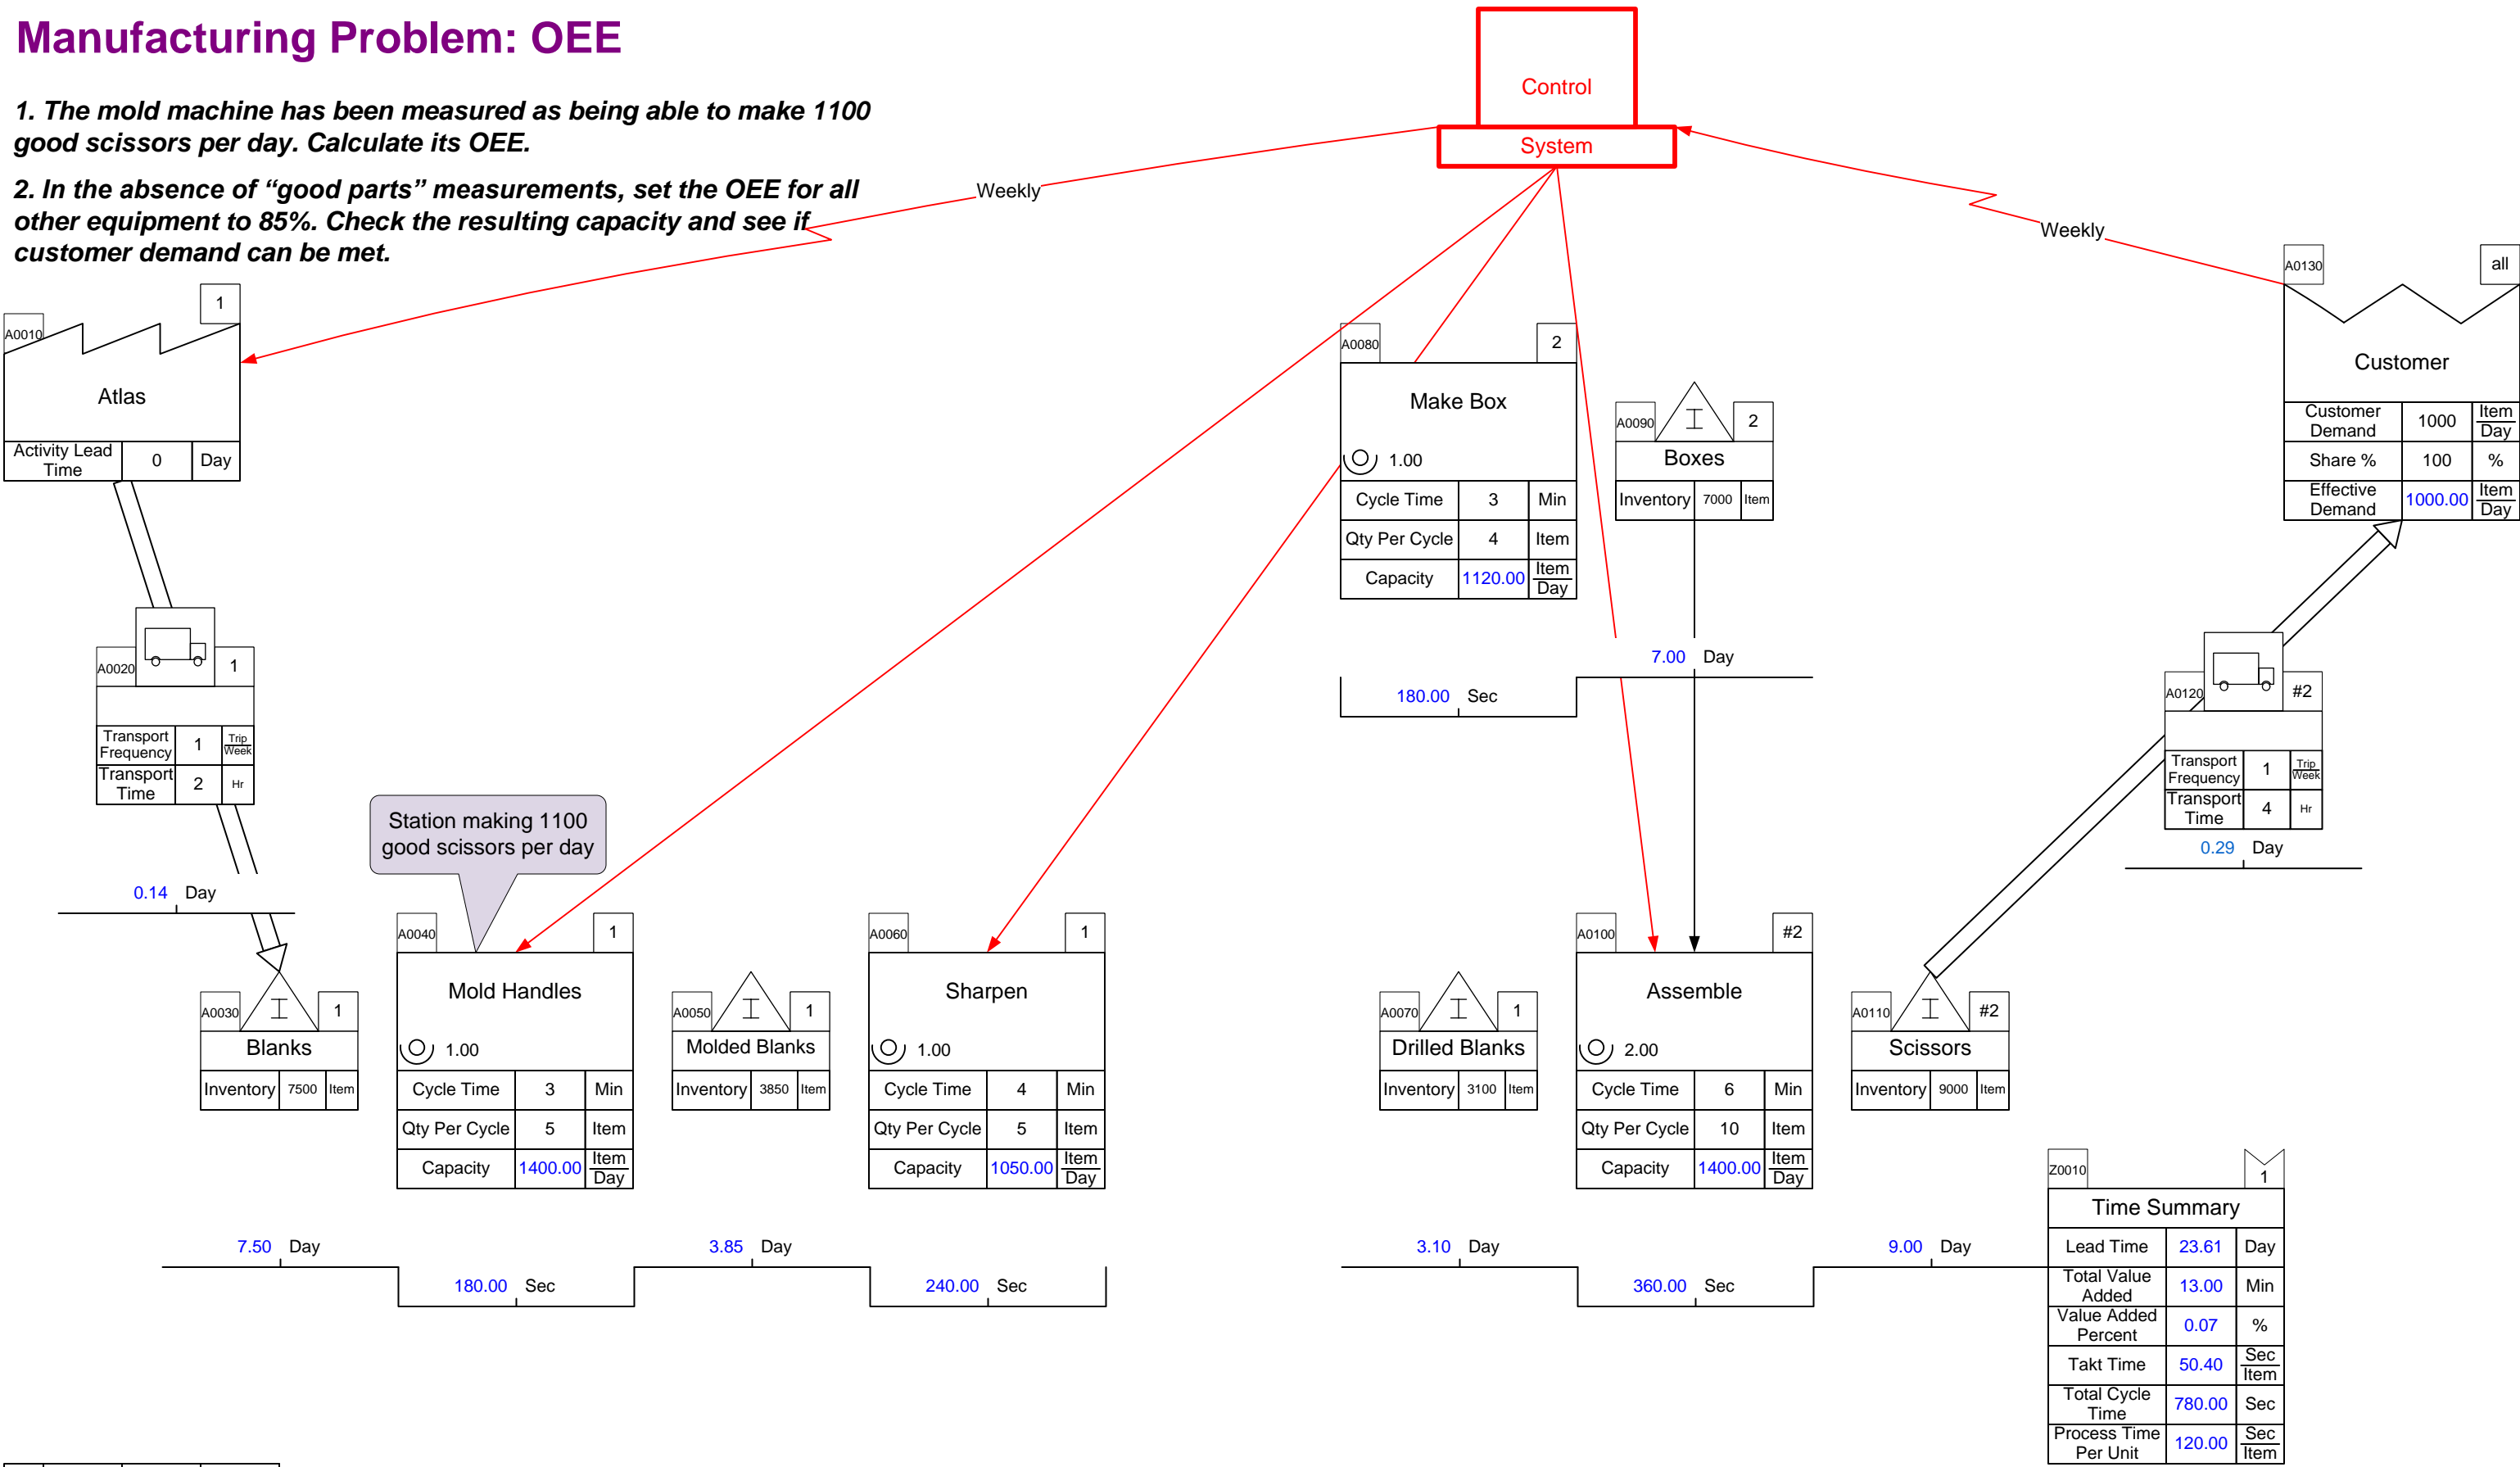 Manufacturing Problem: OEE
1. The mold machine has been measured as being able to make 1100
good scissors per day. Calculate its OEE.
2. In the absence of “good parts” measurements, set the OEE for all
other equipment to 85%. Check the resulting capacity and see if
customer demand can be met.
Control
System
Weekly
Weekly
A0010
1
Atlas
Activity Lead
Time
0
Day
A0020
1
Transport
Frequency
1
Trip
Week
Transport
Time
2
Hr
0.14 Day
A0030
I
1
Blanks
Inventory
7500
Item
Station making 1100
good scissors per day
A0040
1
Mold Handles
1.00
Cycle Time
3
Min
Qty Per Cycle
5
Item
Capacity
1400.00
Item
Day
A0050
I
1
Molded Blanks
Inventory
3850
Item
A0060
1
Sharpen
1.00
Cycle Time
4
Min
Qty Per Cycle
5
Item
Capacity
1050.00
Item
Day
A0080
2
Make Box
1.00
Cycle Time
3
Min
Qty Per Cycle
4
Item
Capacity
1120.00
Item
Day
180.00 Sec
A0090
I
2
Boxes
Inventory
7000
Item
7.00 Day
A0070
I
1
Drilled Blanks
Inventory
3100
Item
A0100
#2
Assemble
2.00
Cycle Time
6
Min
Qty Per Cycle
10
Item
Capacity
1400.00
Item
Day
A0110
I
#2
Scissors
Inventory
9000
Item
A0120
#2
Transport
Frequency
1
Trip
Week
Transport
Time
4
Hr
0.29 Day
A0130
all
Customer
Customer
Demand
1000
Item
Day
Share %
100
%
Effective
Demand
1000.00
Item
Day
7.50 Day
180.00 Sec
3.85 Day
240.00 Sec
3.10 Day
360.00 Sec
9.00 Day
Z0010
1
Time Summary
Lead Time
23.61
Day
Total Value
Added
13.00
Min
Value Added
Percent
0.07
%
Takt Time
50.40
Sec
Item
Total Cycle
Time
780.00
Sec
Process Time
Per Unit
120.00
Sec
Item